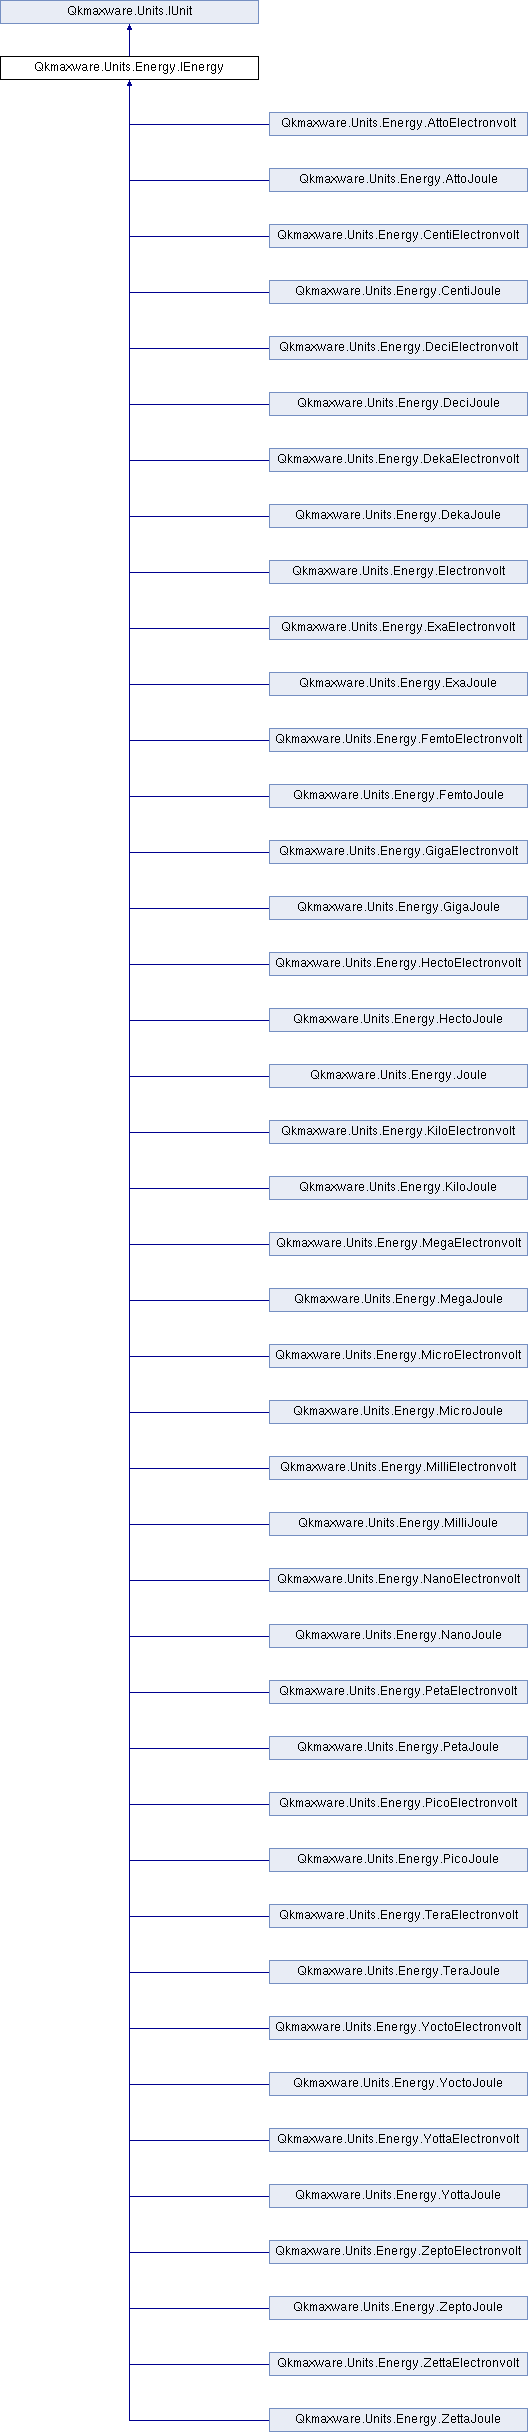 Qkmaxware.Units.IUnit
Qkmaxware.Units.Energy.IEnergy
Qkmaxware.Units.Energy.AttoElectronvolt
Qkmaxware.Units.Energy.AttoJoule
Qkmaxware.Units.Energy.CentiElectronvolt
Qkmaxware.Units.Energy.CentiJoule
Qkmaxware.Units.Energy.DeciElectronvolt
Qkmaxware.Units.Energy.DeciJoule
Qkmaxware.Units.Energy.DekaElectronvolt
Qkmaxware.Units.Energy.DekaJoule
Qkmaxware.Units.Energy.Electronvolt
Qkmaxware.Units.Energy.ExaElectronvolt
Qkmaxware.Units.Energy.ExaJoule
Qkmaxware.Units.Energy.FemtoElectronvolt
Qkmaxware.Units.Energy.FemtoJoule
Qkmaxware.Units.Energy.GigaElectronvolt
Qkmaxware.Units.Energy.GigaJoule
Qkmaxware.Units.Energy.HectoElectronvolt
Qkmaxware.Units.Energy.HectoJoule
Qkmaxware.Units.Energy.Joule
Qkmaxware.Units.Energy.KiloElectronvolt
Qkmaxware.Units.Energy.KiloJoule
Qkmaxware.Units.Energy.MegaElectronvolt
Qkmaxware.Units.Energy.MegaJoule
Qkmaxware.Units.Energy.MicroElectronvolt
Qkmaxware.Units.Energy.MicroJoule
Qkmaxware.Units.Energy.MilliElectronvolt
Qkmaxware.Units.Energy.MilliJoule
Qkmaxware.Units.Energy.NanoElectronvolt
Qkmaxware.Units.Energy.NanoJoule
Qkmaxware.Units.Energy.PetaElectronvolt
Qkmaxware.Units.Energy.PetaJoule
Qkmaxware.Units.Energy.PicoElectronvolt
Qkmaxware.Units.Energy.PicoJoule
Qkmaxware.Units.Energy.TeraElectronvolt
Qkmaxware.Units.Energy.TeraJoule
Qkmaxware.Units.Energy.YoctoElectronvolt
Qkmaxware.Units.Energy.YoctoJoule
Qkmaxware.Units.Energy.YottaElectronvolt
Qkmaxware.Units.Energy.YottaJoule
Qkmaxware.Units.Energy.ZeptoElectronvolt
Qkmaxware.Units.Energy.ZeptoJoule
Qkmaxware.Units.Energy.ZettaElectronvolt
Qkmaxware.Units.Energy.ZettaJoule